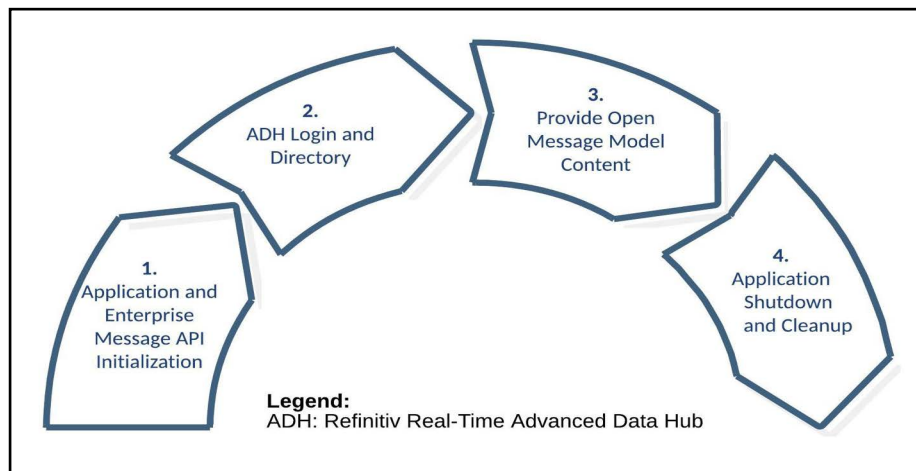 1.
Application and
Enterprise
Message API
Initialization
2.
ADH Login and
Directory
3.
Provide Open
Message Model
Content
4.
Application
Shutdown
and Cleanup
Legend:
ADH: Refinitiv Real-Time Advanced Data Hub